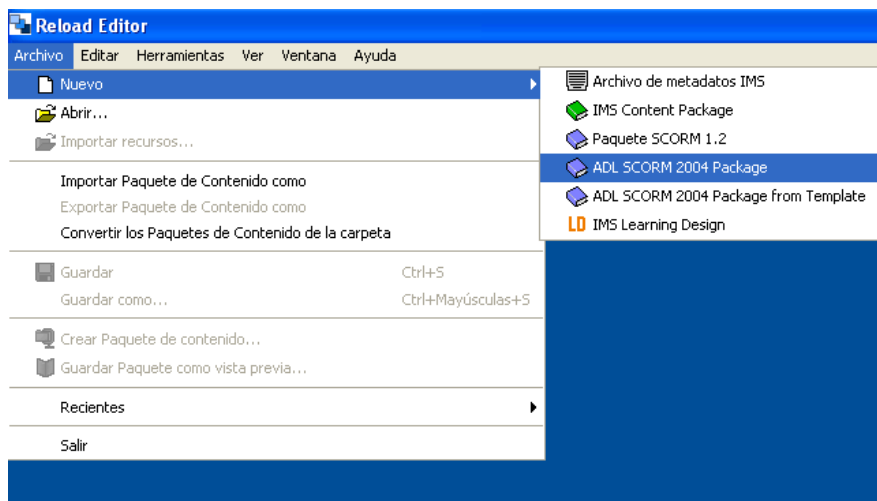 Reload Editor
Archivo Editar Herramientas Ver Ventana Ayuda
Nuevo
Abrir...
Importar recursos...
Importar Paquete de Contenido como
Exportar Paquete de Contenido como
Convertir los Paquetes de Contenido de la carpeta
Guardar Ctrl+S
Guardar como... Ctrl+Mayúsculas+S
Crear Paquete de contenido...
Guardar Paquete como vista previa...
Recientes
Salir
Archivo de metadatos IMS
IMS Content Package
Paquete SCORM 1.2
ADL SCORM 2004 Package
ADL SCORM 2004 Package from Template
LD IMS Learning Design